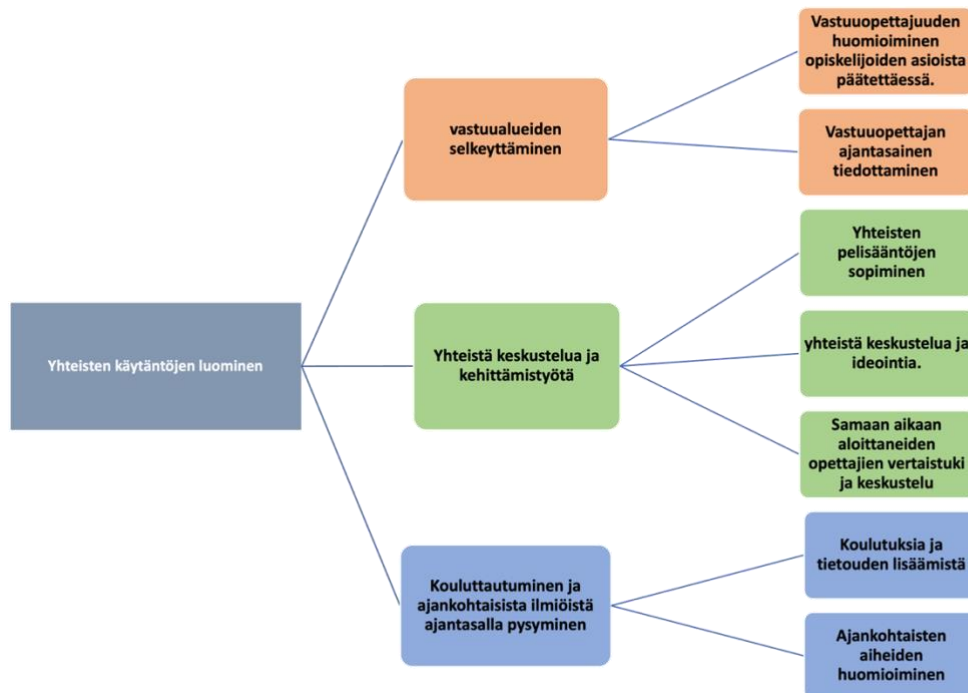 Vastuuopettajuuden
huomioiminen
opiskelijoiden asioista
päätettäessä.
vastuualueiden
selkeyttäminen
Vastuuopettajan
ajantasainen
tiedottaminen
Yhteisten
pelisääntöjen
sopiminen
Yhteisten käytäntöjen luominen
Yhteistä keskustelua ja
kehittämistyötä
yhteistä keskustelua ja
ideointia.
Samaan aikaan
aloittaneiden
opettajien vertaistuki
ja keskustelu
Kouluttautuminen ja
ajankohtaisista ilmiöistä
ajantasalla pysyminen
Koulutuksia ja
tietouden lisäämistä
Ajankohtaisten
aiheiden
huomioiminen